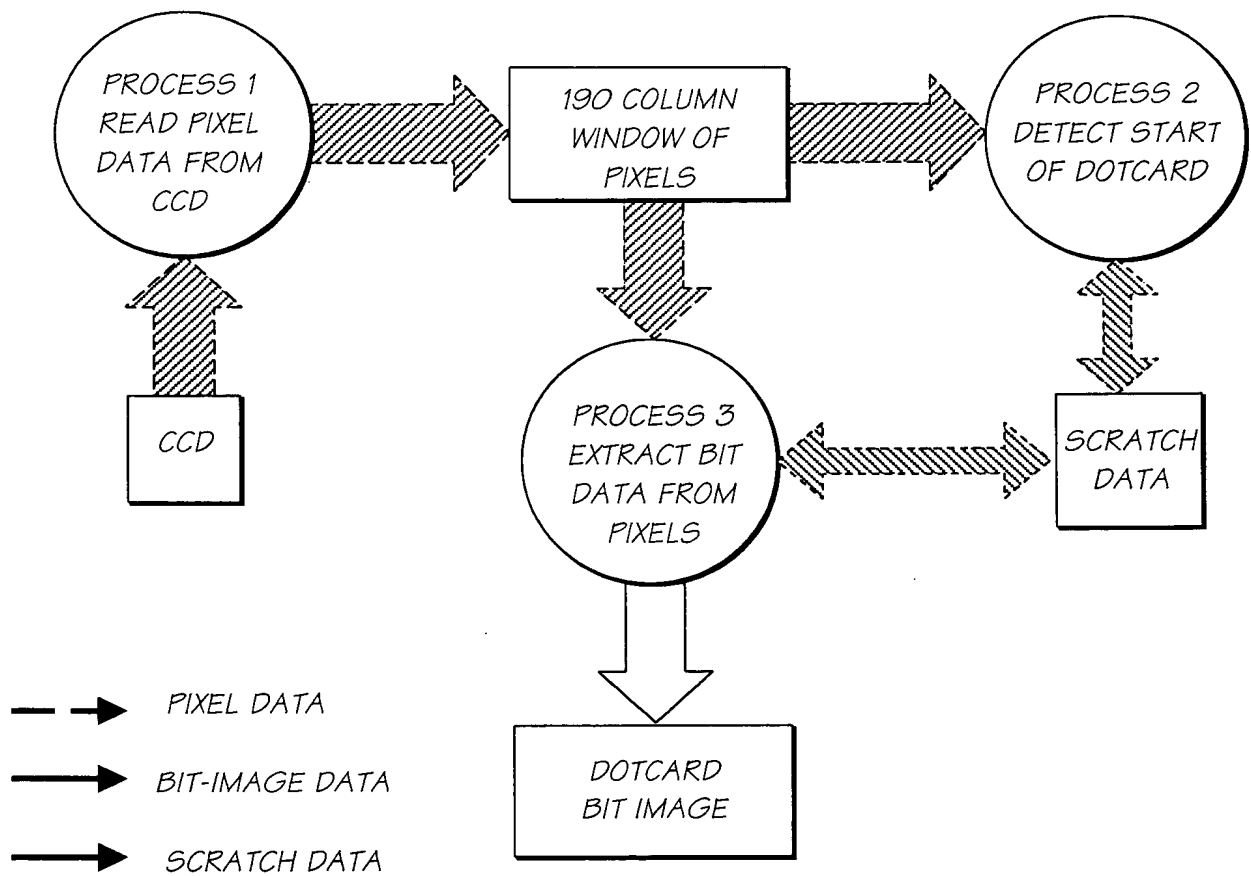 PROCESS 1
READ PIXEL
DATA FROM
CCD
190 COLUMN
WINDOW OF
PIXELS
PROCESS 2
DETECT START
OF DOTCARD
CCD
PROCESS 3
EXTRACT BIT
DATA FROM
PIXELS
SCRATCH
DATA
PIXEL DATA
BIT-IMAGE DATA
SCRATCH DATA
DOTCARD
BIT IMAGE